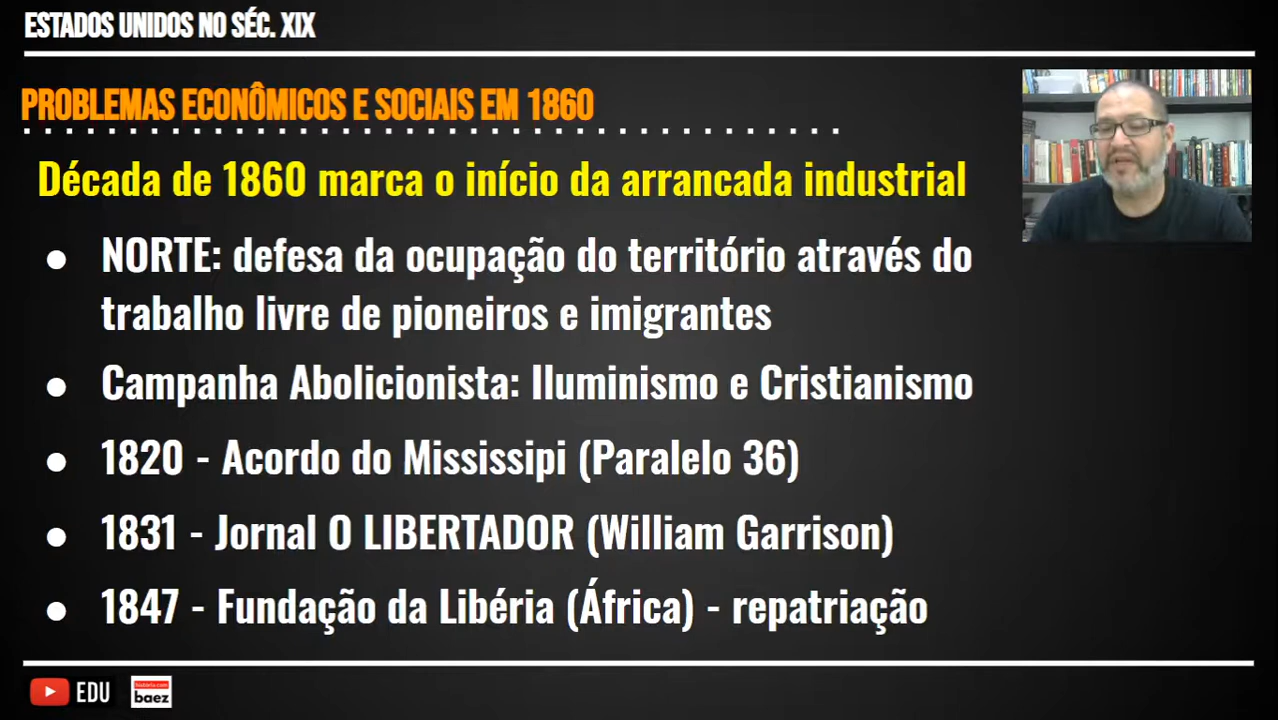 ESTADOS UNIDOS NO SÉC. XIX
PROBLEMAS ECONÔMICOS E SOCIAIS EM 1860
Década de 1860 marca o início da arrancada industrial
● NORTE: defesa da ocupação do território através do
trabalho livre de pioneiros e imigrantes
● Campanha Abolicionista: Iluminismo e Cristianismo
● 1820 - Acordo do Mississipi (Paralelo 36)
● 1831 - Jornal O LIBERTADOR (William Garrison)
● 1847 - Fundação da Libéria (África) - repatriação
EDU
baez